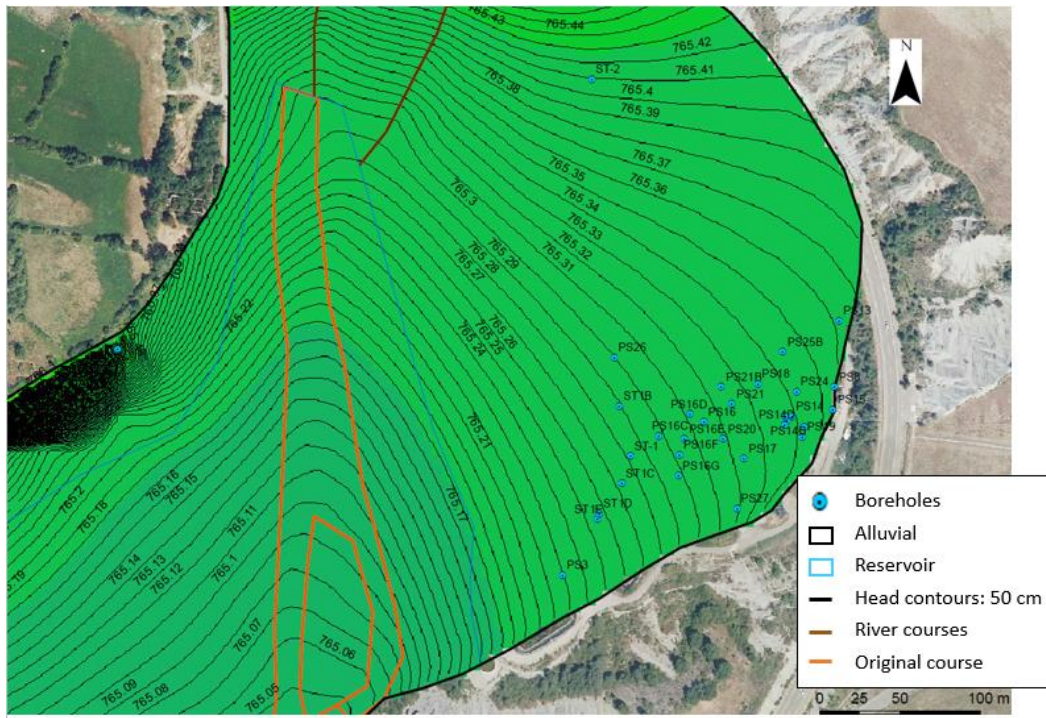 765.43
765.44
765.42
ST-2
765.41
N
765.38
765.4
765.39
765.37
765.36
765.35
765.3
765.34
765.33
765.32
765.29
765.31
765.28
765.27
765.22
765.26
765.25
765.24
PS13
PS26
PS25B
PS21B
PS18
PS24
PS8
ST1B
PS21
PS16D
PS16
PS14D
PS14
PS15
765.21
PS16C
PS16E
PS20
PS14B
PS19
ST-1
PS16F
PS17
PS16G
ST1C
765.16
765.15
765.2
765.18
765.17
765.11
ST1E
ST1D
PS27
765.14
765.13
765.12
765.1
PS3
765.07
765.06
765.09
765.08
765.05
Boreholes
Alluvial
Reservoir
Head contours: 50 cm
River courses
Original course
0 25 50 100 m